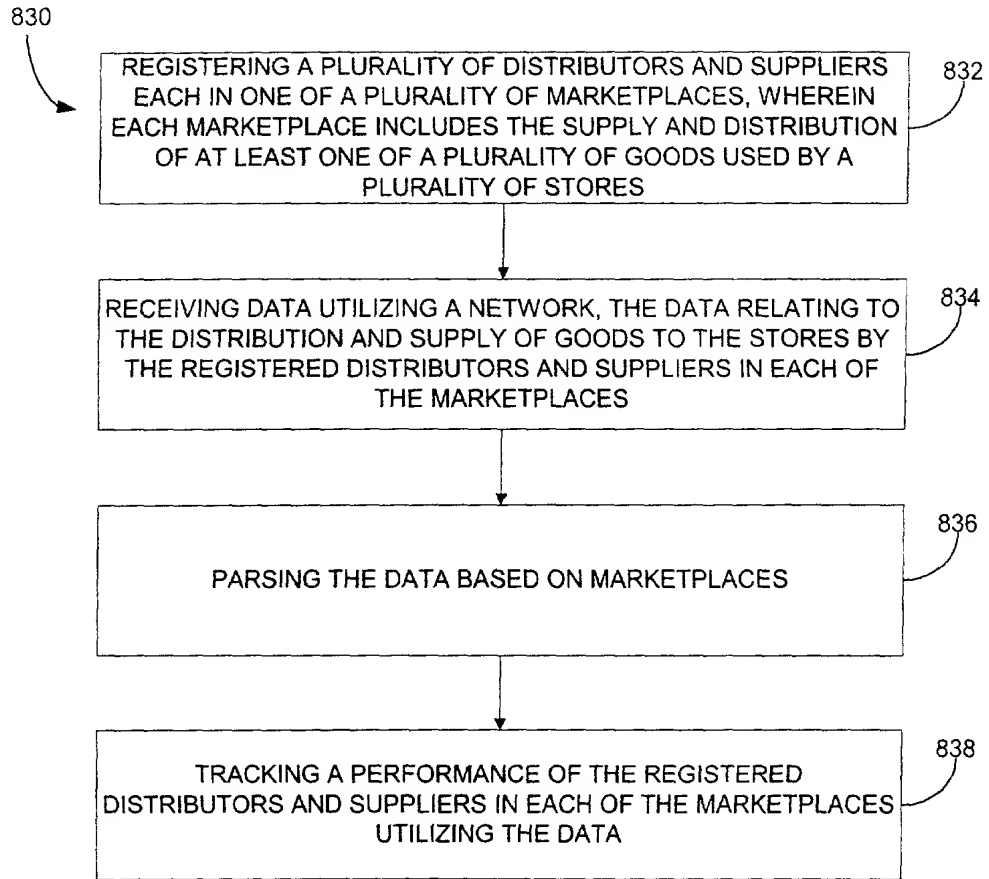 830
REGISTERING A PLURALITY OF DISTRIBUTORS AND SUPPLIERS
EACH IN ONE OF A PLURALITY OF MARKETPLACES, WHEREIN
EACH MARKETPLACE INCLUDES THE SUPPLY AND DISTRIBUTION
OF AT LEAST ONE OF A PLURALITY OF GOODS USED BY A
PLURALITY OF STORES
832
RECEIVING DATA UTILIZING A NETWORK, THE DATA RELATING TO
THE DISTRIBUTION AND SUPPLY OF GOODS TO THE STORES BY
THE REGISTERED DISTRIBUTORS AND SUPPLIERS IN EACH OF
THE MARKETPLACES
834
PARSING THE DATA BASED ON MARKETPLACES
836
TRACKING A PERFORMANCE OF THE REGISTERED
DISTRIBUTORS AND SUPPLIERS IN EACH OF THE MARKETPLACES
UTILIZING THE DATA
838